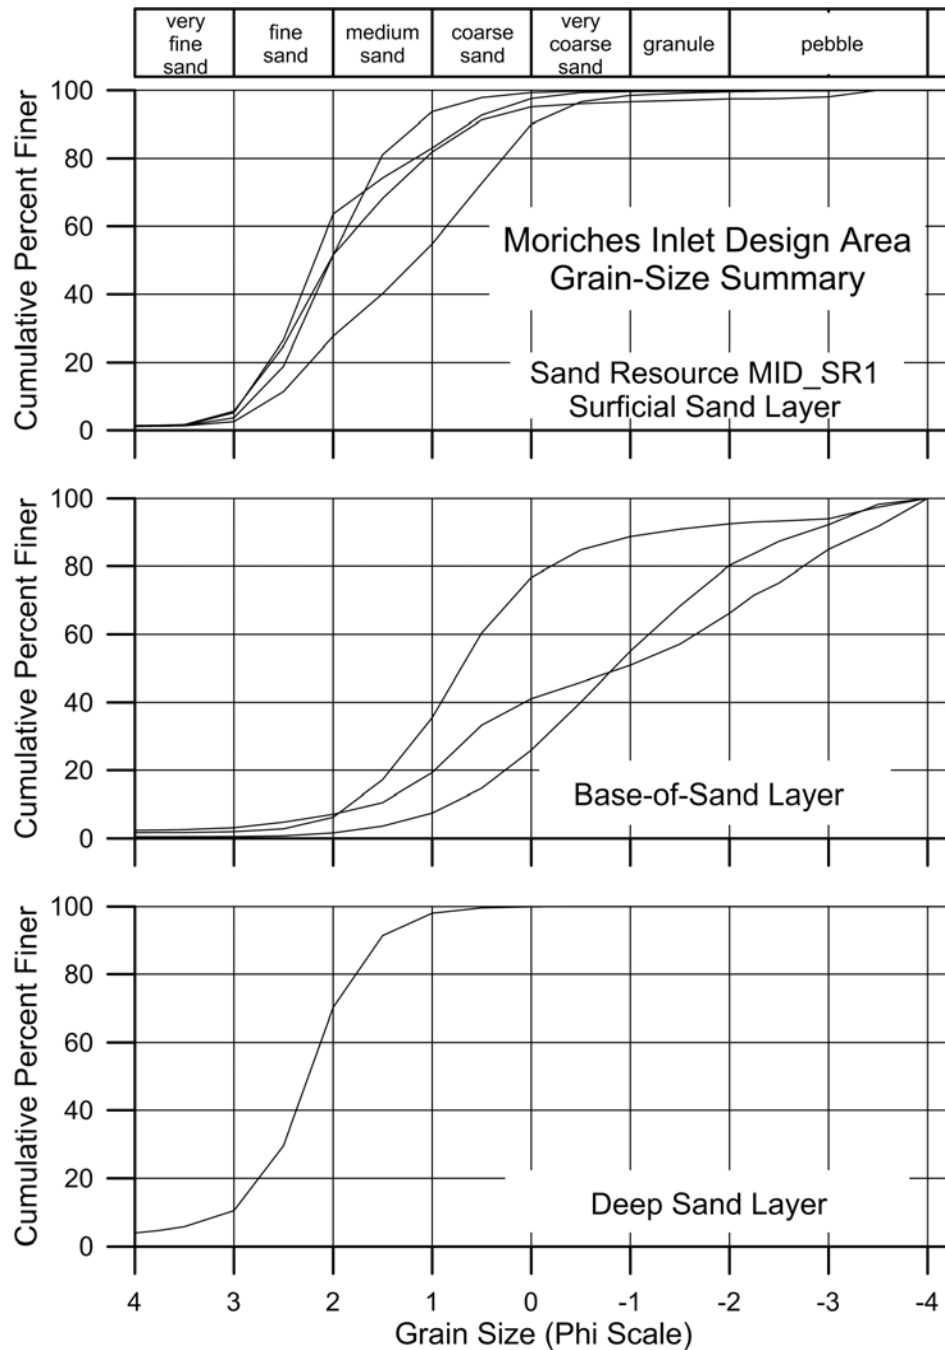 very
fine
sand
fine
sand
medium
sand
coarse
sand
very
coarse
sand
granule
pebble
Cumulative Percent Finer
100
80
60
40
20
0
Moriches Inlet Design Area
Grain-Size Summary
Sand Resource MID_SR1
Surficial Sand Layer
Cumulative Percent Finer
100
80
60
40
20
0
Base-of-Sand Layer
Cumulative Percent Finer
100
80
60
40
20
0
Deep Sand Layer
4 3 2 1 0 -1 -2 -3 -4
Grain Size (Phi Scale)